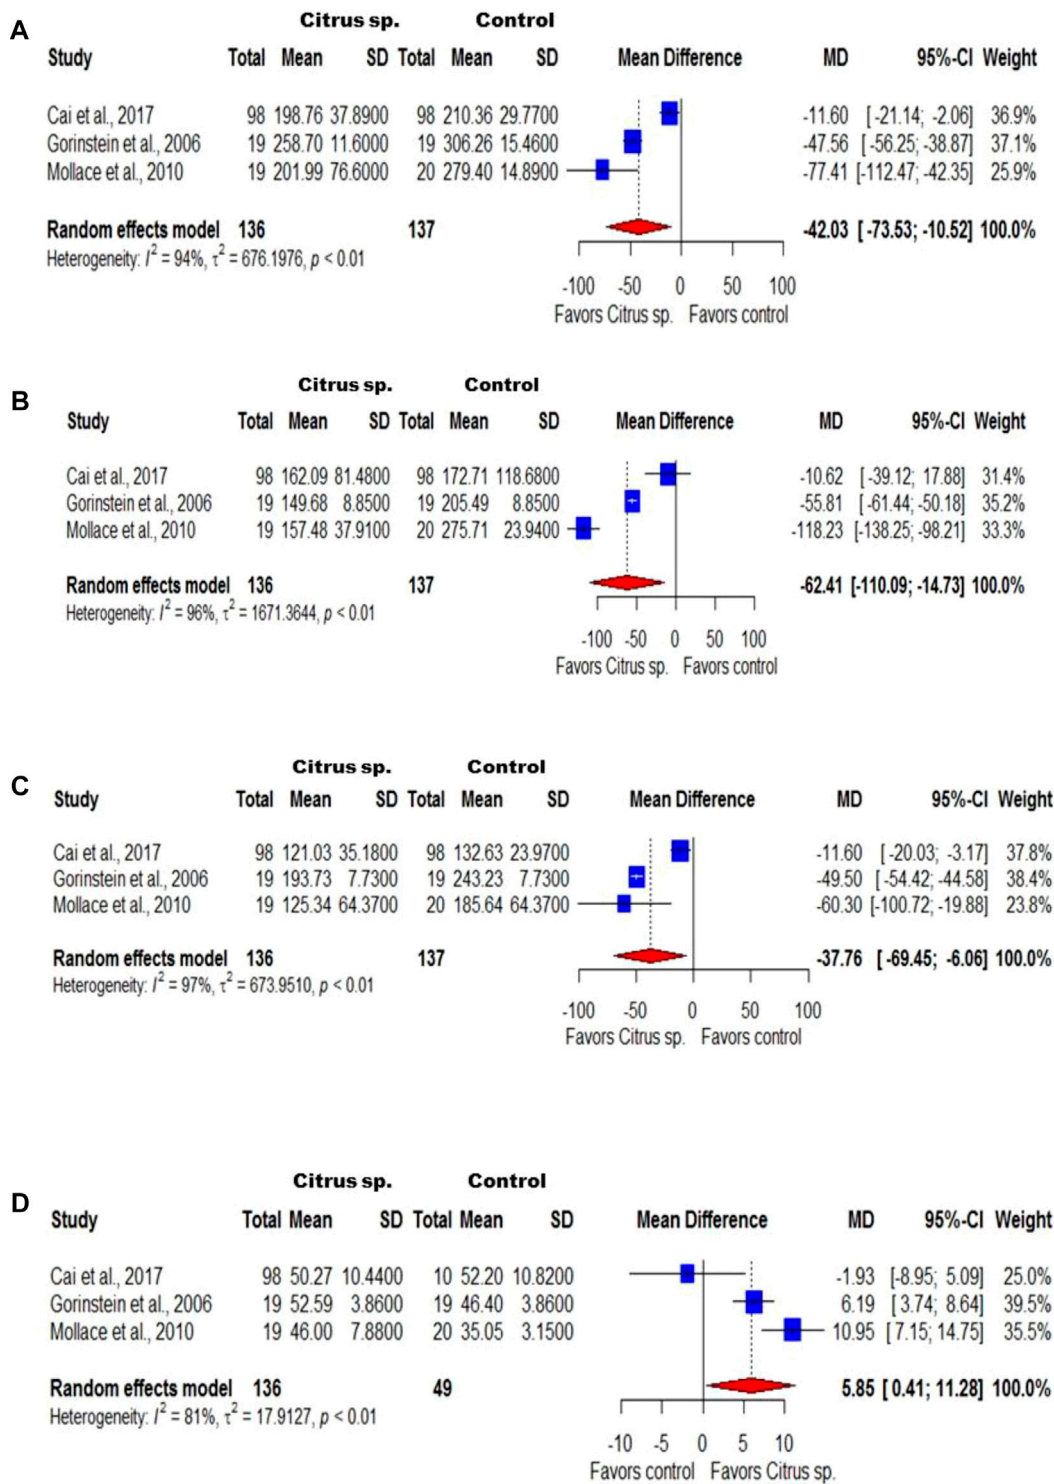 A
Citrus sp. Control
Study Total Mean SD Total Mean SD Mean Difference MD 95%-CI Weight
Cai et al., 2017 98 198.76 37.8900 98 210.36 29.7700 -11.60 [-21.14; -2.06] 36.9%
Gorinstein et al., 2006 19 258.70 11.6000 19 306.26 15.4600 -47.56 [-56.25; -38.87] 37.1%
Mollace et al., 2010 19 201.99 76.6000 20 279.40 14.8900 -77.41 [-112.47; -42.35] 25.9%
Random effects model 136 137 -42.03 [-73.53; -10.52] 100.0%
Heterogeneity: I² = 94%, τ² = 676.1976, p < 0.01
-100 -50 0 50 100
Favors Citrus sp. Favors control
B
Citrus sp. Control
Study Total Mean SD Total Mean SD Mean Difference MD 95%-CI Weight
Cai et al., 2017 98 162.09 81.4800 98 172.71 118.6800 -10.62 [-39.12; 17.88] 31.4%
Gorinstein et al., 2006 19 149.68 8.8500 19 205.49 8.8500 -55.81 [-61.44; -50.18] 35.2%
Mollace et al., 2010 19 157.48 37.9100 20 275.71 23.9400 -118.23 [-138.25; -98.21] 33.3%
Random effects model 136 137 -62.41 [-110.09; -14.73] 100.0%
Heterogeneity: I² = 96%, τ² = 1671.3644, p < 0.01
-100 -50 0 50 100
Favors Citrus sp. Favors control
C
Citrus sp. Control
Study Total Mean SD Total Mean SD Mean Difference MD 95%-CI Weight
Cai et al., 2017 98 121.03 35.1800 98 132.63 23.9700 -11.60 [-20.03; -3.17] 37.8%
Gorinstein et al., 2006 19 193.73 7.7300 19 243.23 7.7300 -49.50 [-54.42; -44.58] 38.4%
Mollace et al., 2010 19 125.34 64.3700 20 185.64 64.3700 -60.30 [-100.72; -19.88] 23.8%
Random effects model 136 137 -37.76 [-69.45; -6.06] 100.0%
Heterogeneity: I² = 97%, τ² = 673.9510, p < 0.01
-100 -50 0 50 100
Favors Citrus sp. Favors control
D
Citrus sp. Control
Study Total Mean SD Total Mean SD Mean Difference MD 95%-CI Weight
Cai et al., 2017 98 50.27 10.4400 10 52.20 10.8200 -1.93 [-8.95; 5.09] 25.0%
Gorinstein et al., 2006 19 52.59 3.8600 19 46.40 3.8600 6.19 [3.74; 8.64] 39.5%
Mollace et al., 2010 19 46.00 7.8800 20 35.05 3.1500 10.95 [7.15; 14.75] 35.5%
Random effects model 136 49 5.85 [0.41; 11.28] 100.0%
Heterogeneity: I² = 81%, τ² = 17.9127, p < 0.01
-10 -5 0 5 10
Favors control Favors Citrus sp.